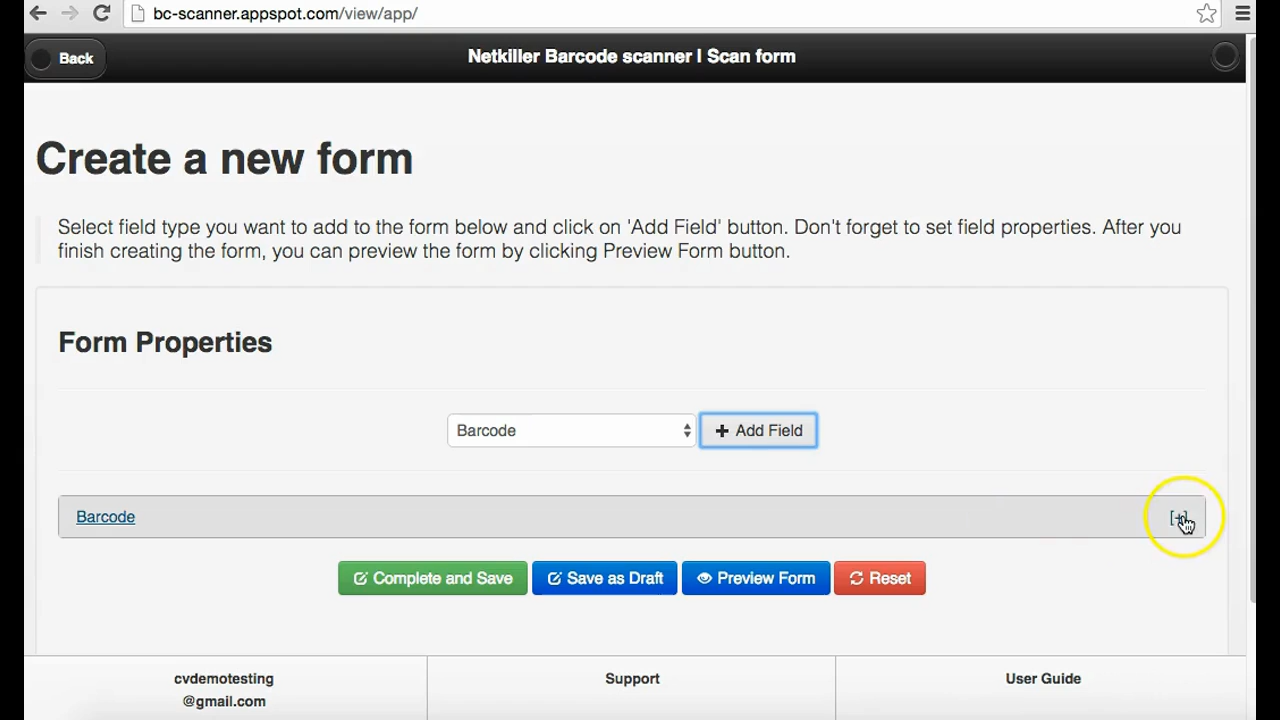 bc-scanner.appspot.com/view/app/
Back
Netkiller Barcode scanner I Scan form
Create a new form
Select field type you want to add to the form below and click on 'Add Field' button. Don't forget to set field properties. After you
finish creating the form, you can preview the form by clicking Preview Form button.
Form Properties
Barcode
+ Add Field
Barcode
[+]
Complete and Save
Save as Draft
Preview Form
Reset
cvdemotesting
@gmail.com
Support
User Guide